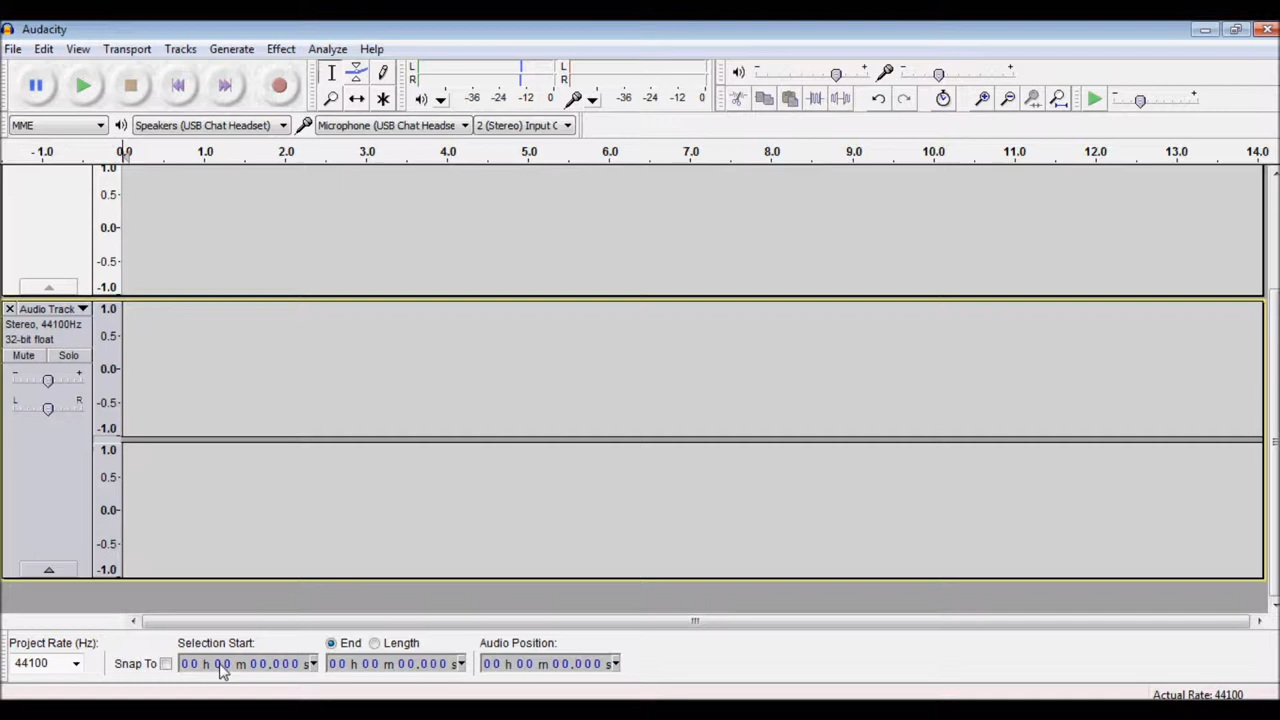 Audacity
File Edit View Transport Tracks Generate Effect Analyze Help
L
R
-36 -24 -12 0
L
R
-36 -24 -12 0
MME
Speakers (USB Chat Headset)
Microphone (USB Chat Headse
2 (Stereo) Input C
-1.0 0.0 1.0 2.0 3.0 4.0 5.0 6.0 7.0 8.0 9.0 10.0 11.0 12.0 13.0 14.0
1.0
0.5
0.0
-0.5
-1.0
Audio Track
Stereo, 44100Hz
32-bit float
Mute Solo
- +
L R
1.0
0.5
0.0
-0.5
-1.0
1.0
0.5
0.0
-0.5
-1.0
Project Rate (Hz): Selection Start: End Length Audio Position:
44100 Snap To 00 h 00 m 00.000 s 00 h 00 m 00.000 s 00 h 00 m 00.000 s
Actual Rate: 44100